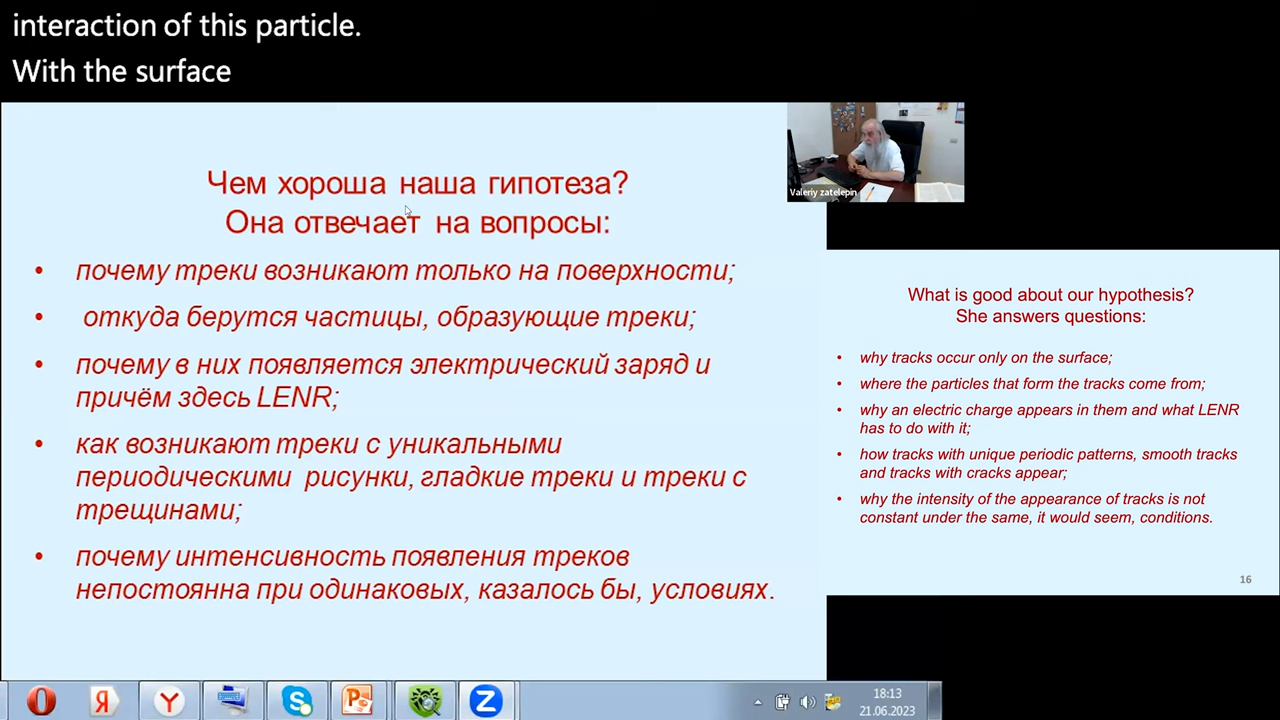 interaction of this particle.
With the surface
Чем хороша наша гипотеза?
Она отвечает на вопросы:
• почему треки возникают только на поверхности;
• откуда берутся частицы, образующие треки;
• почему в них появляется электрический заряд и
причём здесь LENR;
• как возникают треки с уникальными
периодическими рисунки, гладкие треки и треки с
трещинами;
• почему интенсивность появления треков
непостоянна при одинаковых, казалось бы, условиях.
Valeriy zatelepin
What is good about our hypothesis?
She answers questions:
• why tracks occur only on the surface;
• where the particles that form the tracks come from;
• why an electric charge appears in them and what LENR
has to do with it;
• how tracks with unique periodic patterns, smooth tracks
and tracks with cracks appear;
• why the intensity of the appearance of tracks is not
constant under the same, it would seem, conditions.
16
18:13
21.06.2023